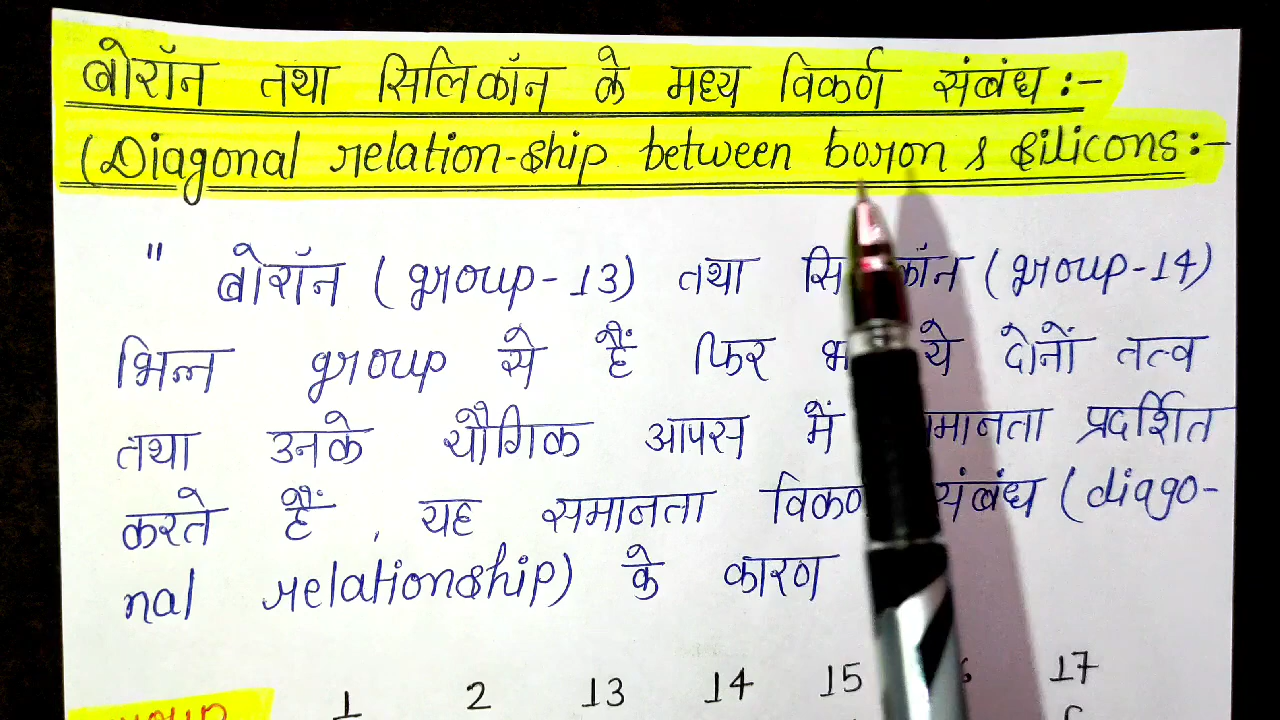 बोरॉन तथा सिलिकॉन के मध्य विकर्ण संबंध :-
(Diagonal relation-ship between boron & silicons:-
" बोरॉन (group-13) तथा सि कॉन (group-14)
भिन्न group से हैं फिर ये दोनों तत्व
तथा उनके यौगिक आपस में मानता प्रदर्शित
करते हैं , यह समानता संबंध (diago-
nal relationship) के कारण
1 2 13 14 15 17